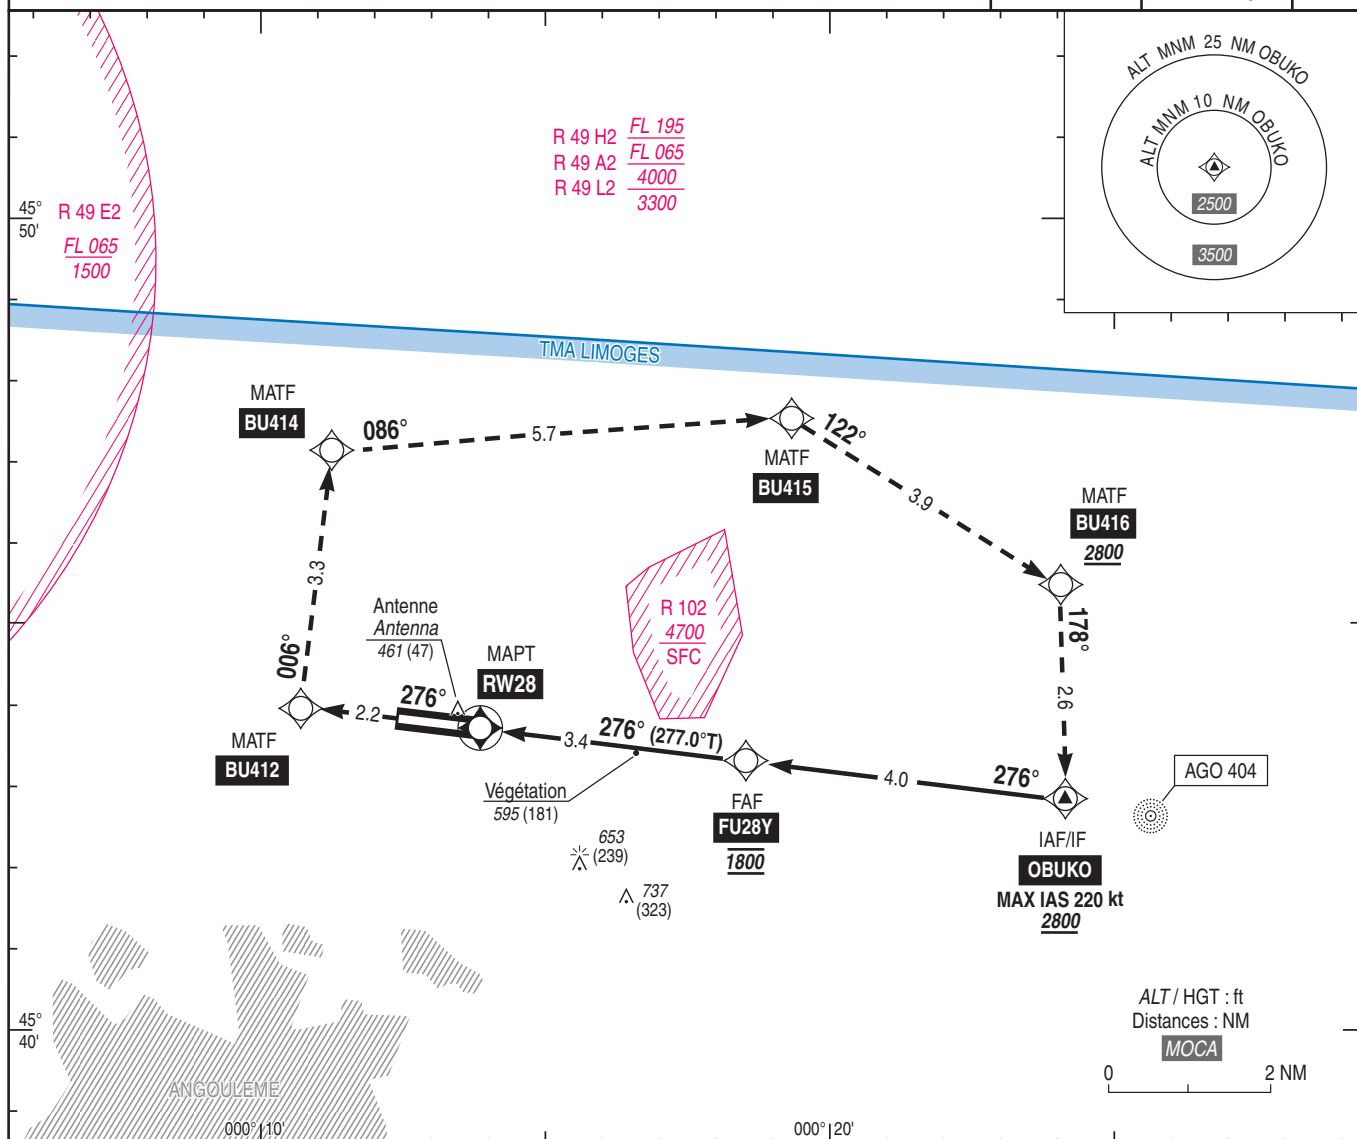 ALT MNM 25 NM OBUKO
ALT MNM 10 NM OBUKO
2500
3500
R 49 H2 FL 195
R 49 A2 FL 065
4000
R 49 L2
3300
45°
50'
R 49 E2
FL 065
1500
TMA LIMOGES
MATF
BU414
086°
5.7
122°
MATF
BU415
3.9
MATF
BU416
2800
3.3
006°
Antenne
Antenna
461 (47)
R 102
4700
SFC
178°
2.6
MAPT
RW28
276°
2.2
MATF
BU412
3.4
276° (277.0°T)
4.0
276°
AGO 404
Végétation
595 (181)
FAF
FU28Y
1800
IAF/IF
OBUKO
MAX IAS 220 kt
2800
653
(239)
737
(323)
45°
40'
ALT / HGT : ft
Distances : NM
MOCA
0 2 NM
ANGOULEME
000° 10'
000° 20'